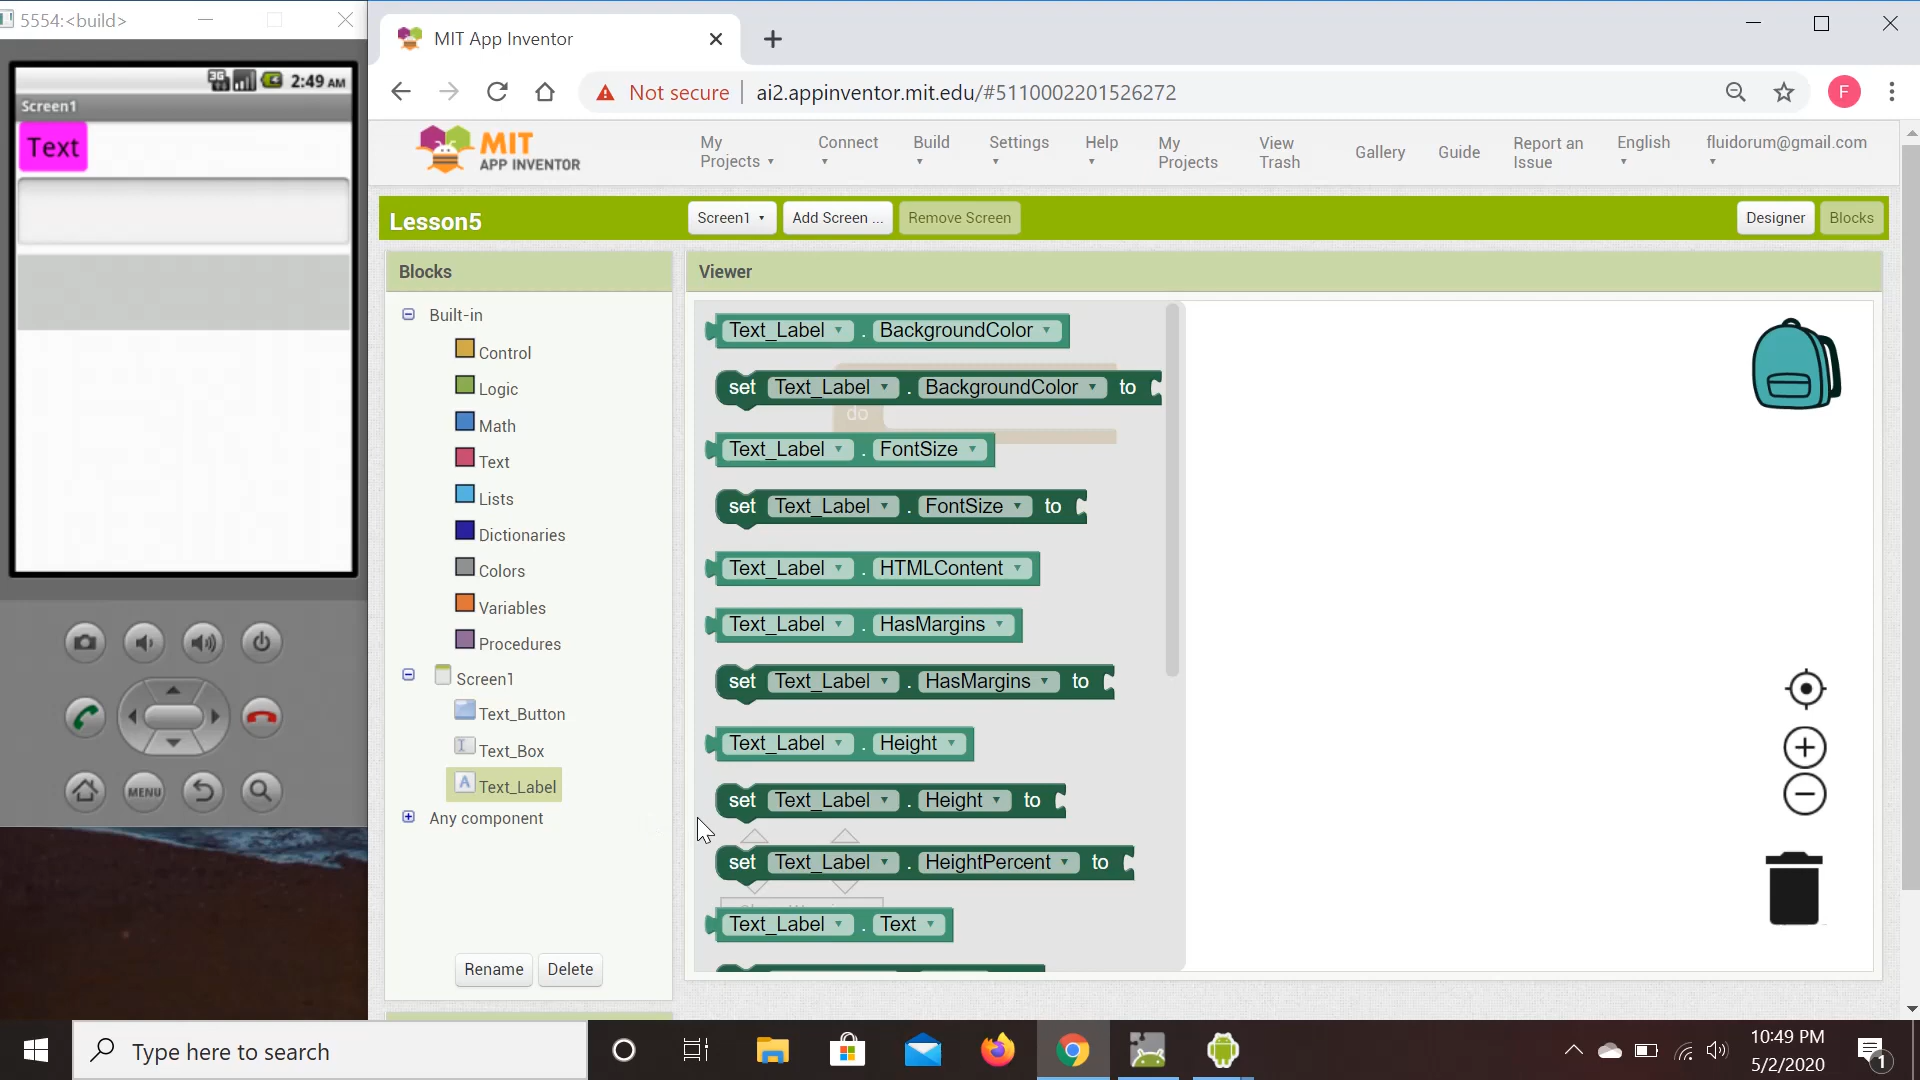 5554:<build>
3G
2:49 AM
Screen1
Text
MENU
MIT App Inventor
Not secure
ai2.appinventor.mit.edu/#5110002201526272
F
MIT
APP INVENTOR
My Projects
Connect
Build
Settings
Help
My Projects
View Trash
Gallery
Guide
Report an Issue
English
fluidorum@gmail.com
Lesson5
Screen1
Add Screen ...
Remove Screen
Designer
Blocks
Blocks
Viewer
Built-in
Control
Logic
Math
Text
Lists
Dictionaries
Colors
Variables
Procedures
Screen1
Text_Button
Text_Box
Text_Label
Any component
Rename
Delete
Text_Label . BackgroundColor
set Text_Label . BackgroundColor to
do
Text_Label . FontSize
set Text_Label . FontSize to
Text_Label . HTMLContent
Text_Label . HasMargins
set Text_Label . HasMargins to
Text_Label . Height
set Text_Label . Height to
set Text_Label . HeightPercent to
Text_Label . Text
Type here to search
10:49 PM
5/2/2020
1